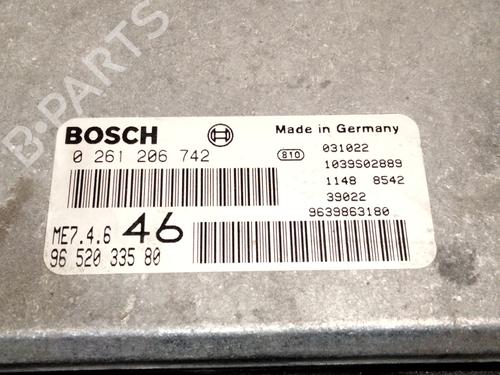 B-PARTS
BOSCH
Made in Germany
0 261 206 742
810
031022
1039S02889
1148 8542
39022
9639863180
ME7.4.6 46
96 520 335 80